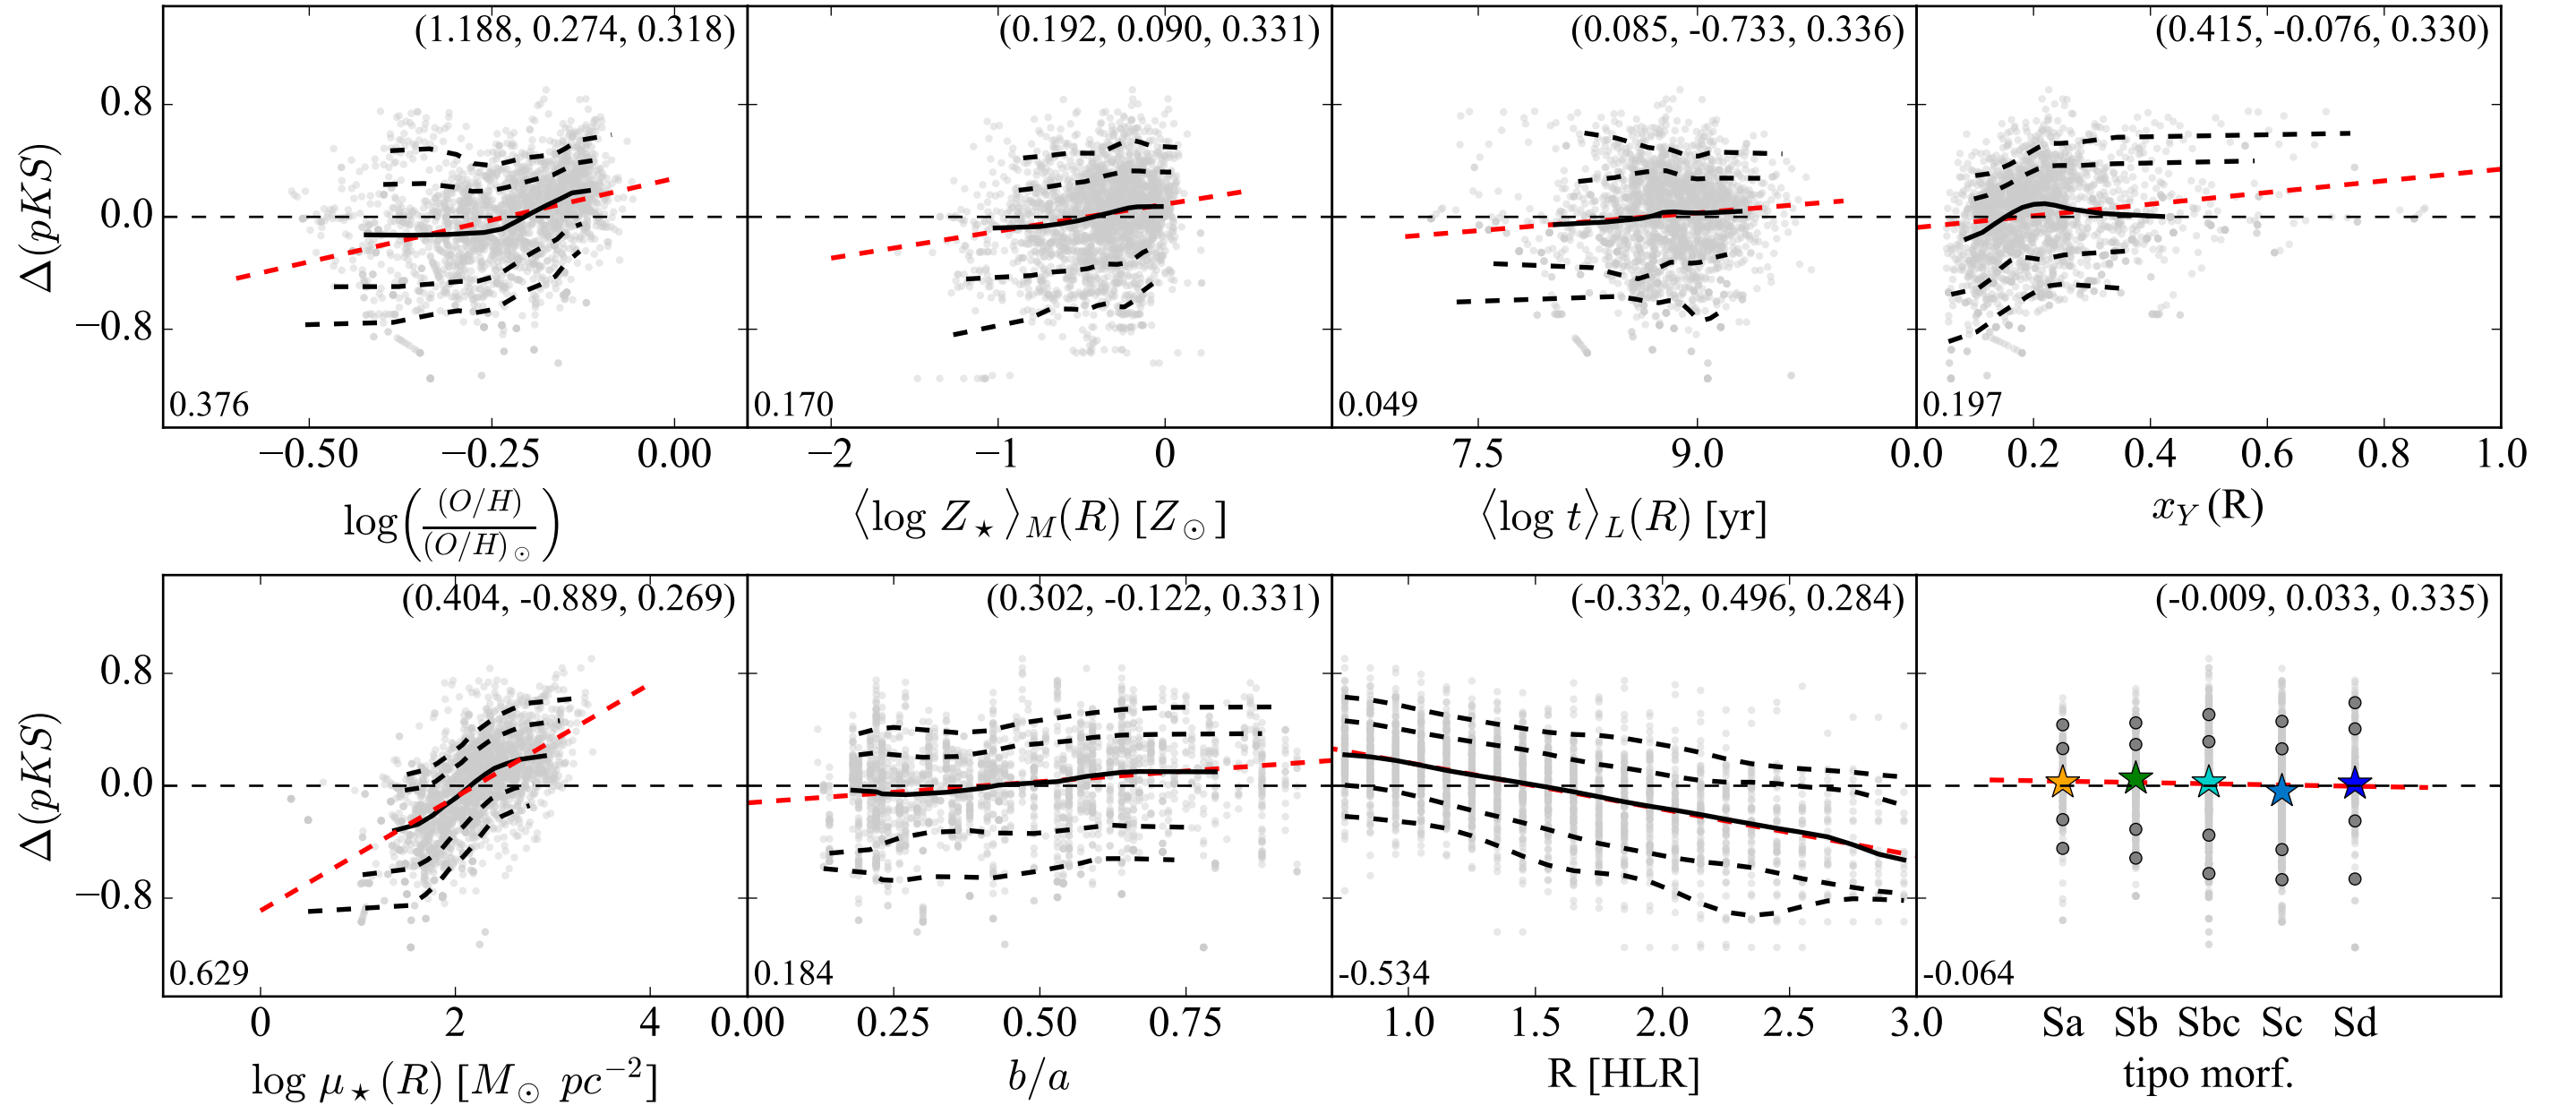 (1.188, 0.274, 0.318) (0.192, 0.090, 0.331) (0.085, -0.733, 0.336) (0.415, -0.076, 0.330)
0.8
0.0
−0.8
Δ(pKS)
0.376 0.170 0.049 0.197
−0.50 −0.25 0.00 −2 −1 0 7.5 9.0 0.0 0.2 0.4 0.6 0.8 1.0
log((O/H)/(O/H)⊙) ⟨log Z⋆⟩M(R) [Z⊙] ⟨log t⟩L(R) [yr] xY(R)
(0.404, -0.889, 0.269) (0.302, -0.122, 0.331) (-0.332, 0.496, 0.284) (-0.009, 0.033, 0.335)
0.8
0.0
−0.8
Δ(pKS)
0.629 0.184 -0.534 -0.064
0 2 4 0.00 0.25 0.50 0.75 1.0 1.5 2.0 2.5 3.0 Sa Sb Sbc Sc Sd
log μ⋆(R) [M⊙ pc⁻²] b/a R [HLR] tipo morf.